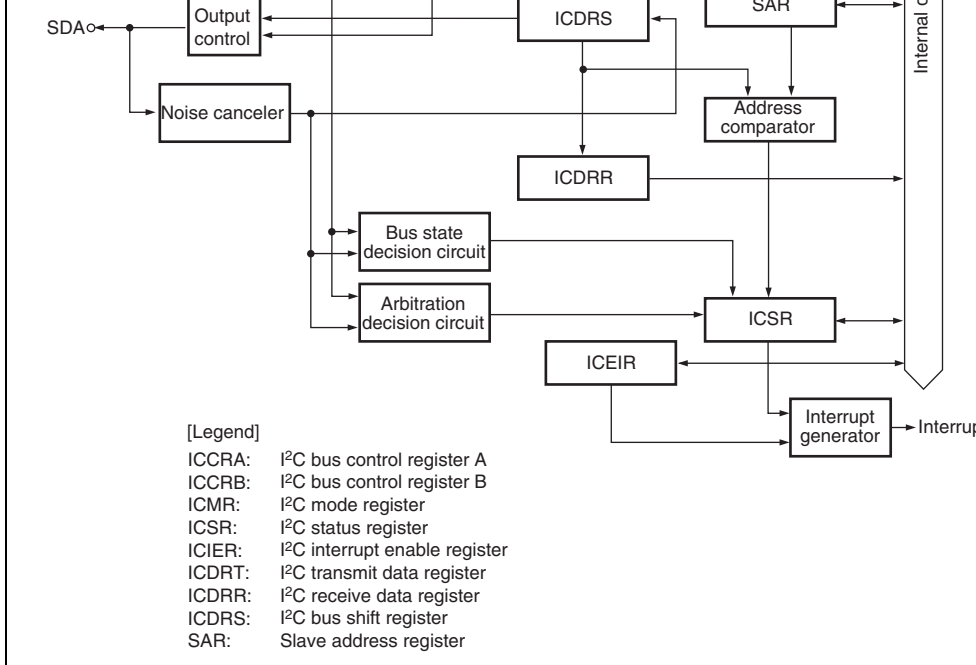 SAR
Output
control
ICDRS
SDA
Internal
Noise canceler
Address
comparator
ICDRR
Bus state
decision circuit
Arbitration
decision circuit
ICSR
ICEIR
Interrupt
generator
[Legend]
ICCRA: I2C bus control register A
ICCRB: I2C bus control register B
ICMR: I2C mode register
ICSR: I2C status register
ICIER: I2C interrupt enable register
ICDRT: I2C transmit data register
ICDRR: I2C receive data register
ICDRS: I2C bus shift register
SAR: Slave address register